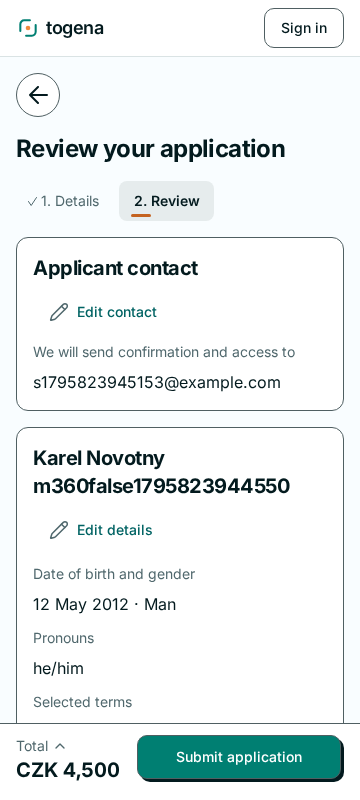 togena
Sign in
Review your application
✓ 1. Details
2. Review
Applicant contact
Edit contact
We will send confirmation and access to
s1795823945153@example.com
Karel Novotny
m360false1795823944550
Edit details
Date of birth and gender
12 May 2012 · Man
Pronouns
he/him
Selected terms
Total
CZK 4,500
Submit application